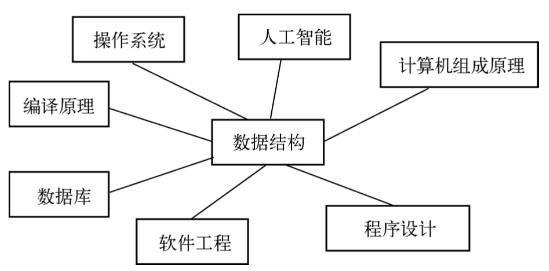 操作系统
人工智能
计算机组成原理
编译原理
数据结构
数据库
软件工程
程序设计